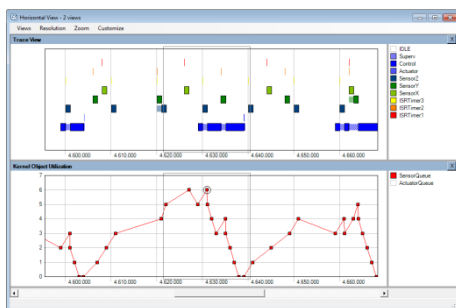 Horizontal View - 2 views
Views Resolution Zoom Customize
Trace View
X
IDLE
Superv
Control
Actuator
SensorZ
SensorY
SensorX
ISRTimer3
ISRTimer2
ISRTimer1
4.600.000 4.610.000 4.620.000 4.630.000 4.640.000 4.650.000 4.660.000
Kernel Object Utilization
X
7
6
5
4
3
2
1
0
SensorQueue
ActuatorQueue
4.600.000 4.610.000 4.620.000 4.630.000 4.640.000 4.650.000 4.660.000